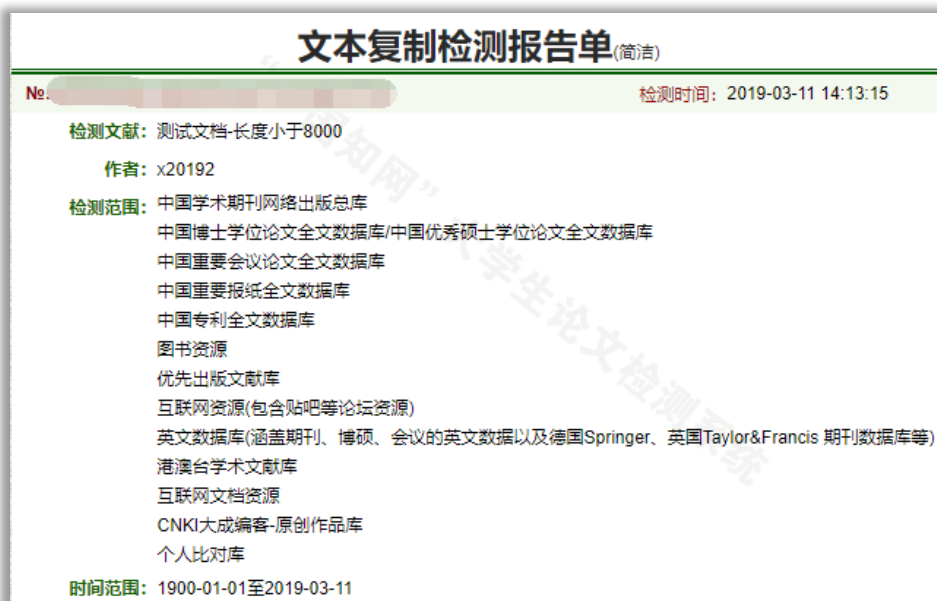 文本复制检测报告单(简洁)
№:
检测时间：2019-03-11 14:13:15
检测文献：测试文档-长度小于8000
作者：x20192
检测范围：中国学术期刊网络出版总库
中国博士学位论文全文数据库/中国优秀硕士学位论文全文数据库
中国重要会议论文全文数据库
中国重要报纸全文数据库
中国专利全文数据库
图书资源
优先出版文献库
互联网资源(包含贴吧等论坛资源)
英文数据库(涵盖期刊、博硕、会议的英文数据以及德国Springer、英国Taylor&Francis 期刊数据库等)
港澳台学术文献库
互联网文档资源
CNKI大成编客-原创作品库
个人比对库
时间范围：1900-01-01至2019-03-11
知网”大学生论文检测系统